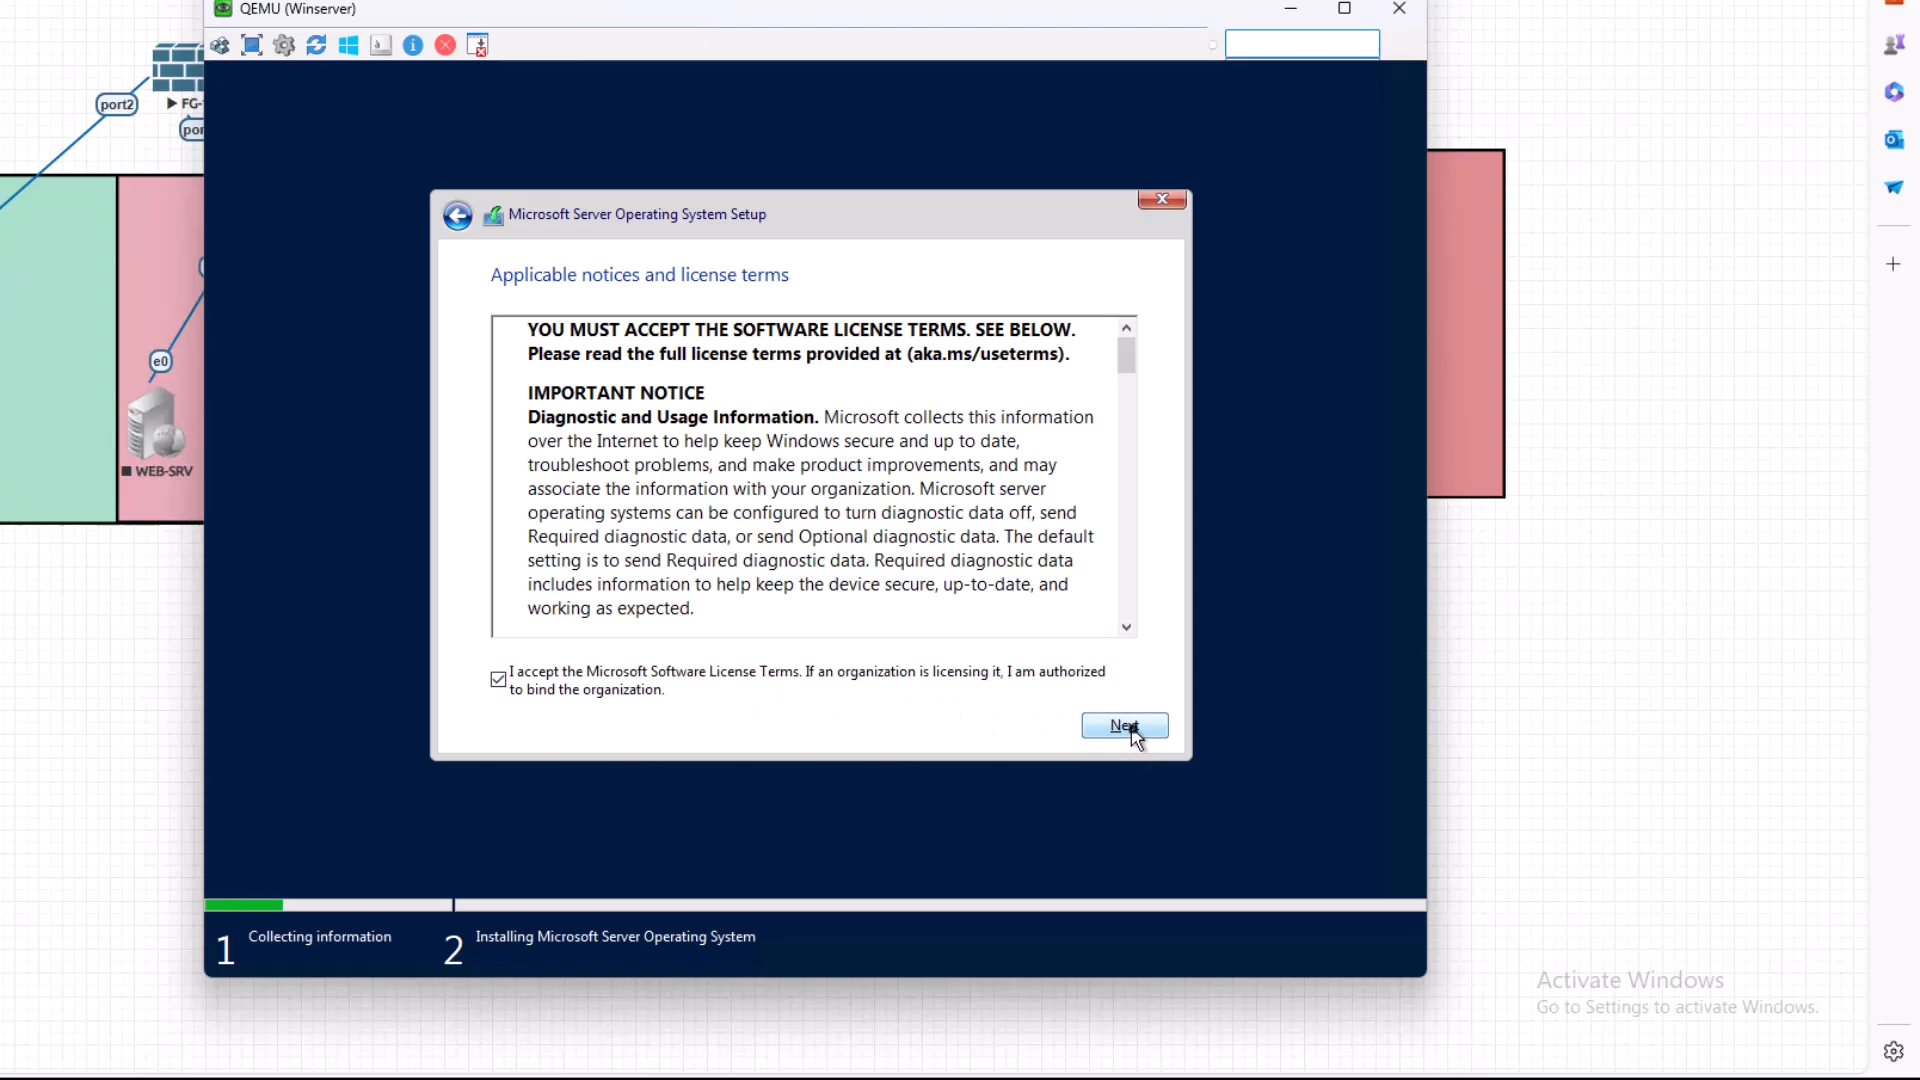 QEMU (Winserver)
port2
FG-
por
e0
WEB-SRV
Microsoft Server Operating System Setup
Applicable notices and license terms
YOU MUST ACCEPT THE SOFTWARE LICENSE TERMS. SEE BELOW.
Please read the full license terms provided at (aka.ms/useterms).
IMPORTANT NOTICE
Diagnostic and Usage Information. Microsoft collects this information
over the Internet to help keep Windows secure and up to date,
troubleshoot problems, and make product improvements, and may
associate the information with your organization. Microsoft server
operating systems can be configured to turn diagnostic data off, send
Required diagnostic data, or send Optional diagnostic data. The default
setting is to send Required diagnostic data. Required diagnostic data
includes information to help keep the device secure, up-to-date, and
working as expected.
I accept the Microsoft Software License Terms. If an organization is licensing it, I am authorized
to bind the organization.
Next
1 Collecting information
2 Installing Microsoft Server Operating System
Activate Windows
Go to Settings to activate Windows.